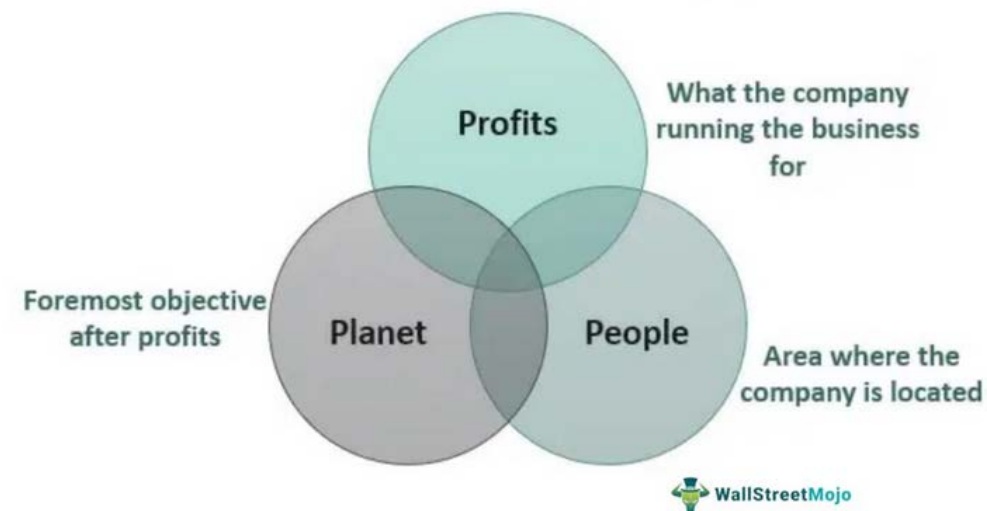 Profits
What the company
running the business
for
Foremost objective
after profits
Planet
People
Area where the
company is located
WallStreetMojo